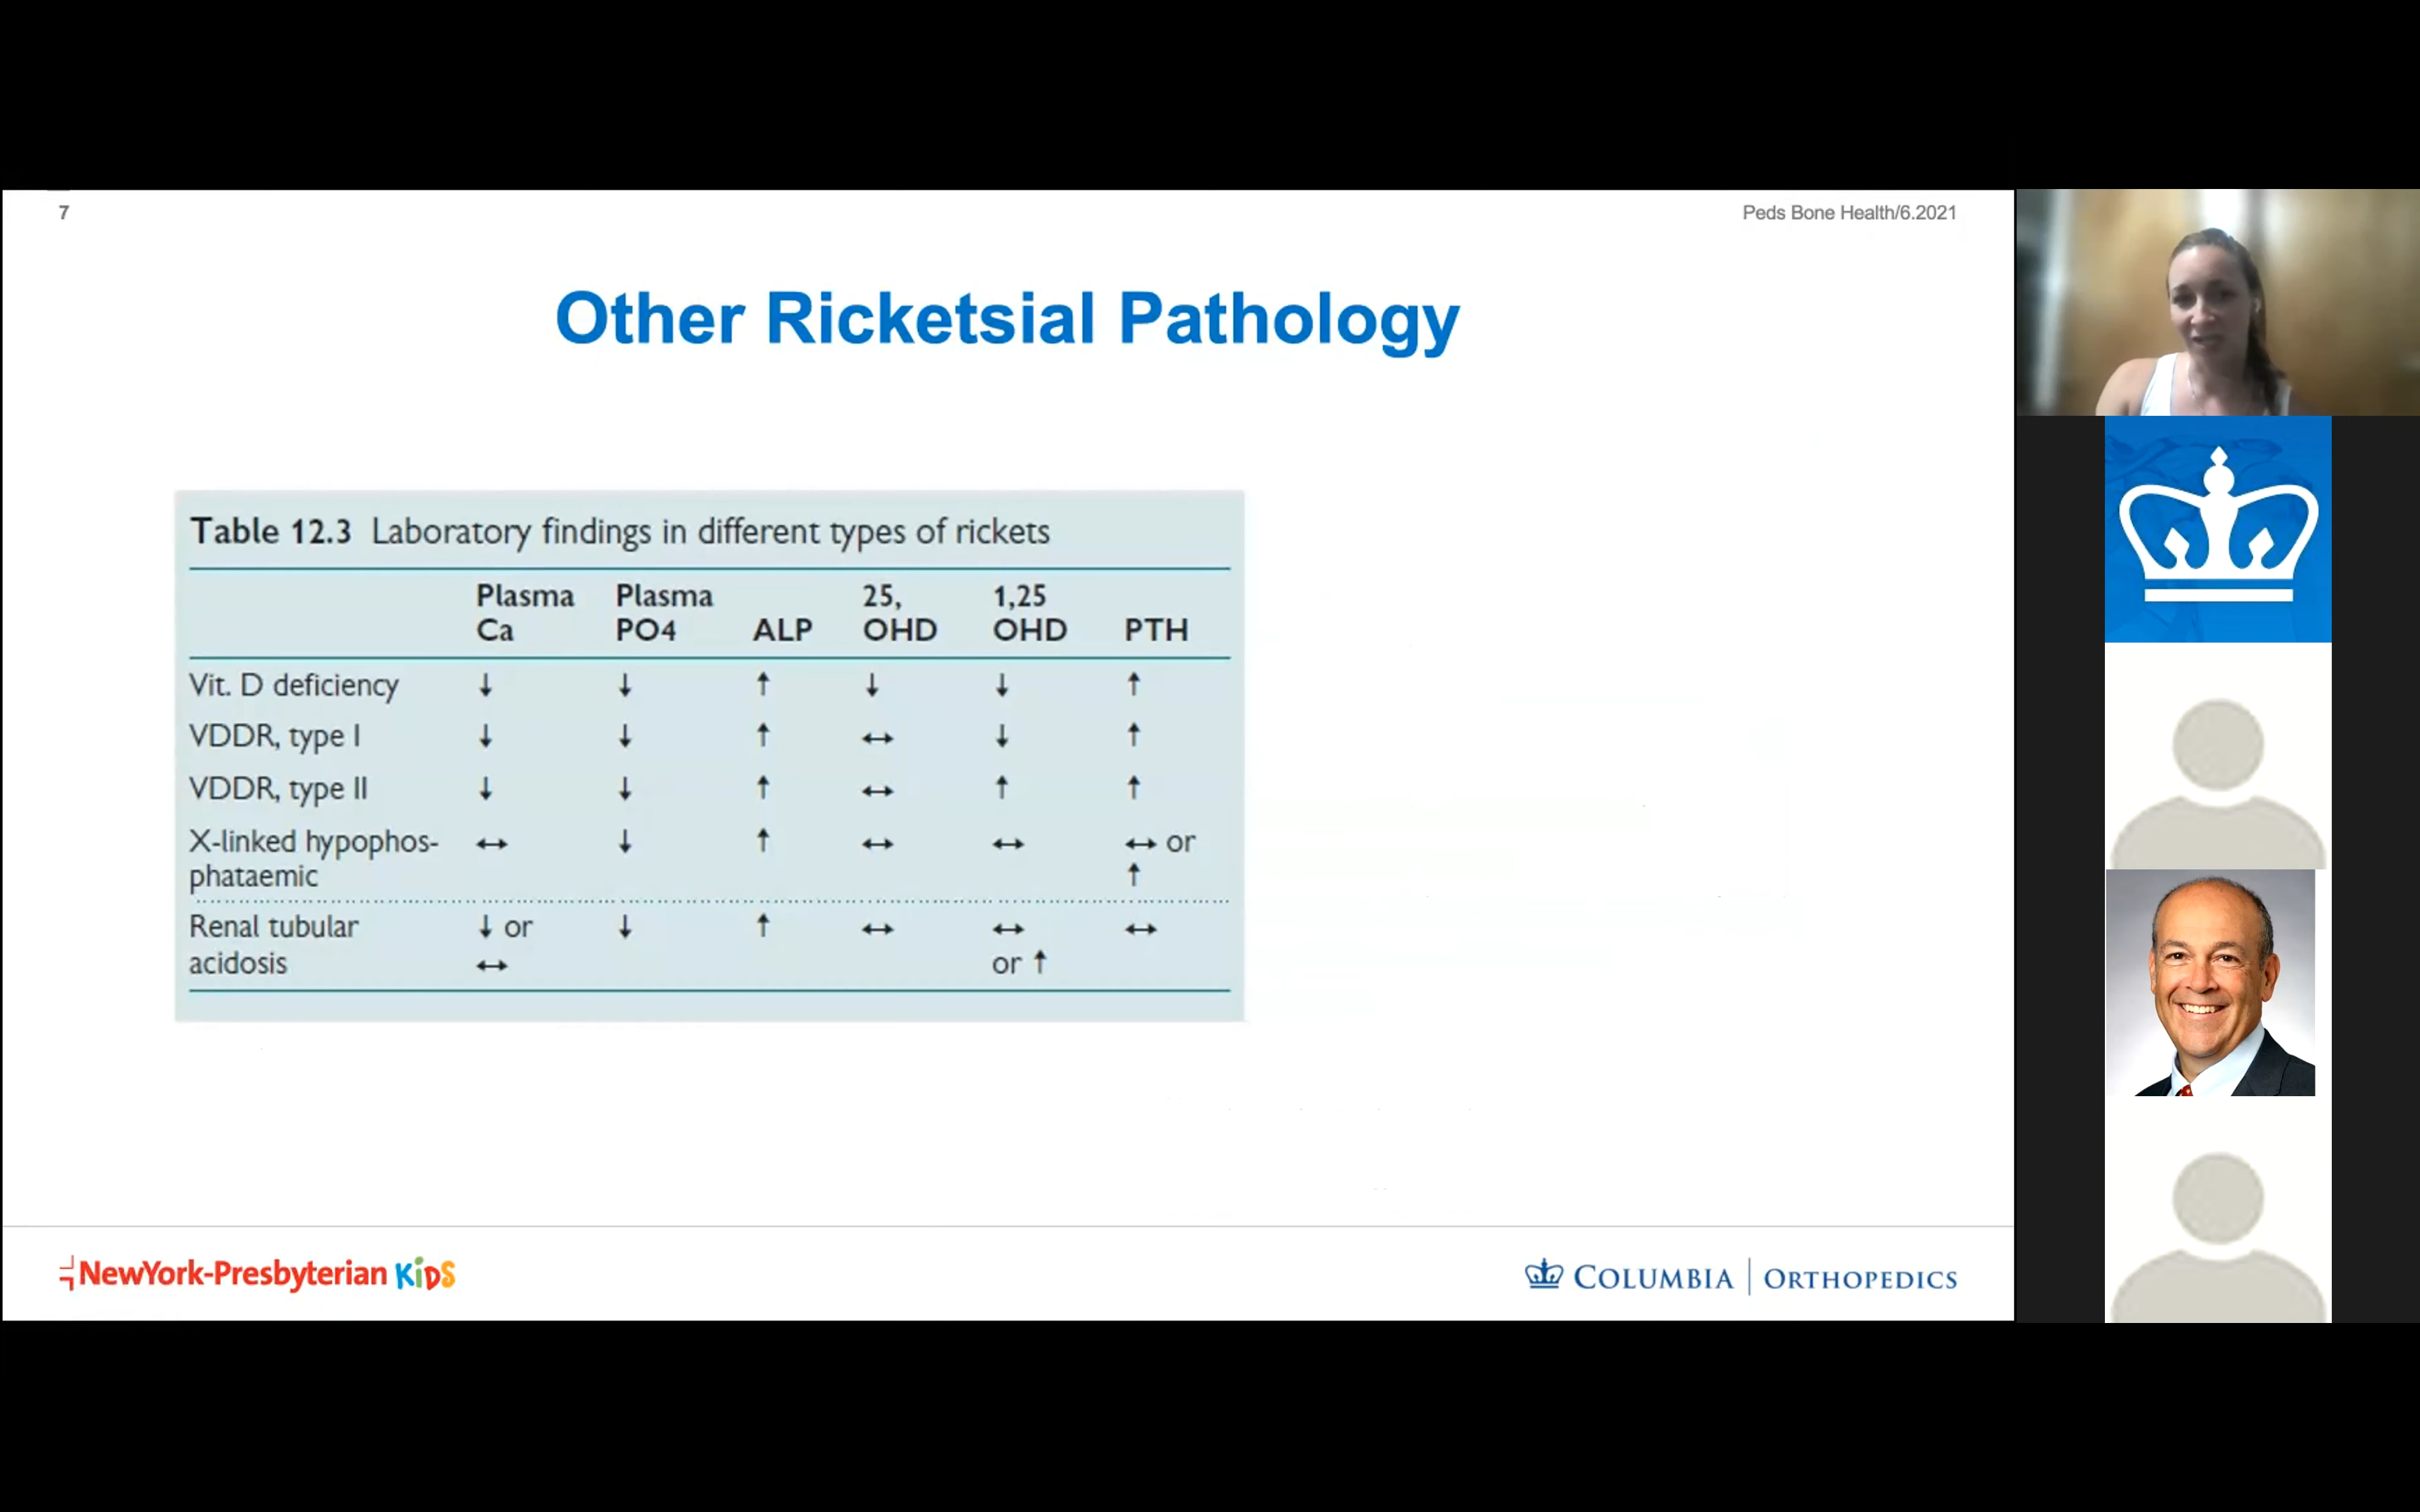 7
Peds Bone Health/6.2021
Other Ricketsial Pathology
Table 12.3 Laboratory findings in different types of rickets
Plasma Ca Plasma PO4 ALP 25, OHD 1,25 OHD PTH
Vit. D deficiency ↓ ↓ ↑ ↓ ↓ ↑
VDDR, type I ↓ ↓ ↑ ↔ ↓ ↑
VDDR, type II ↓ ↓ ↑ ↔ ↑ ↑
X-linked hypophos- ↔ ↓ ↑ ↔ ↔ ↔ or
phataemic ↑
Renal tubular ↓ or ↓ ↑ ↔ ↔ ↔
acidosis ↔ or ↑
NewYork-Presbyterian KiDS
COLUMBIA | ORTHOPEDICS